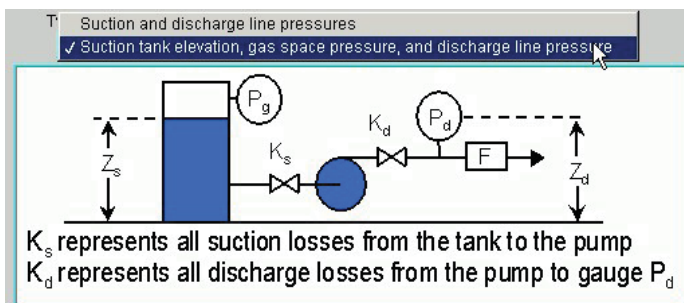 T
Suction and discharge line pressures
✓ Suction tank elevation, gas space pressure, and discharge line pressure
Pg
Kd
Pd
Ks
F
Zs
Zd
Ks represents all suction losses from the tank to the pump
Kd represents all discharge losses from the pump to gauge Pd